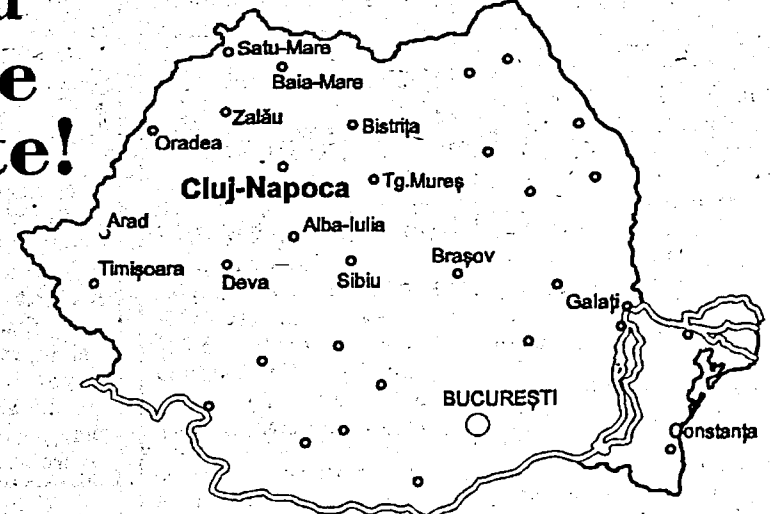 e
te!
Satu-Mare
Baia-Mare
Zalău
Bistrița
Oradea
Cluj-Napoca
Tg.Mureș
Arad
Alba-Iulia
Timișoara
Deva
Sibiu
Brașov
Galați
BUCUREȘTI
Constanța